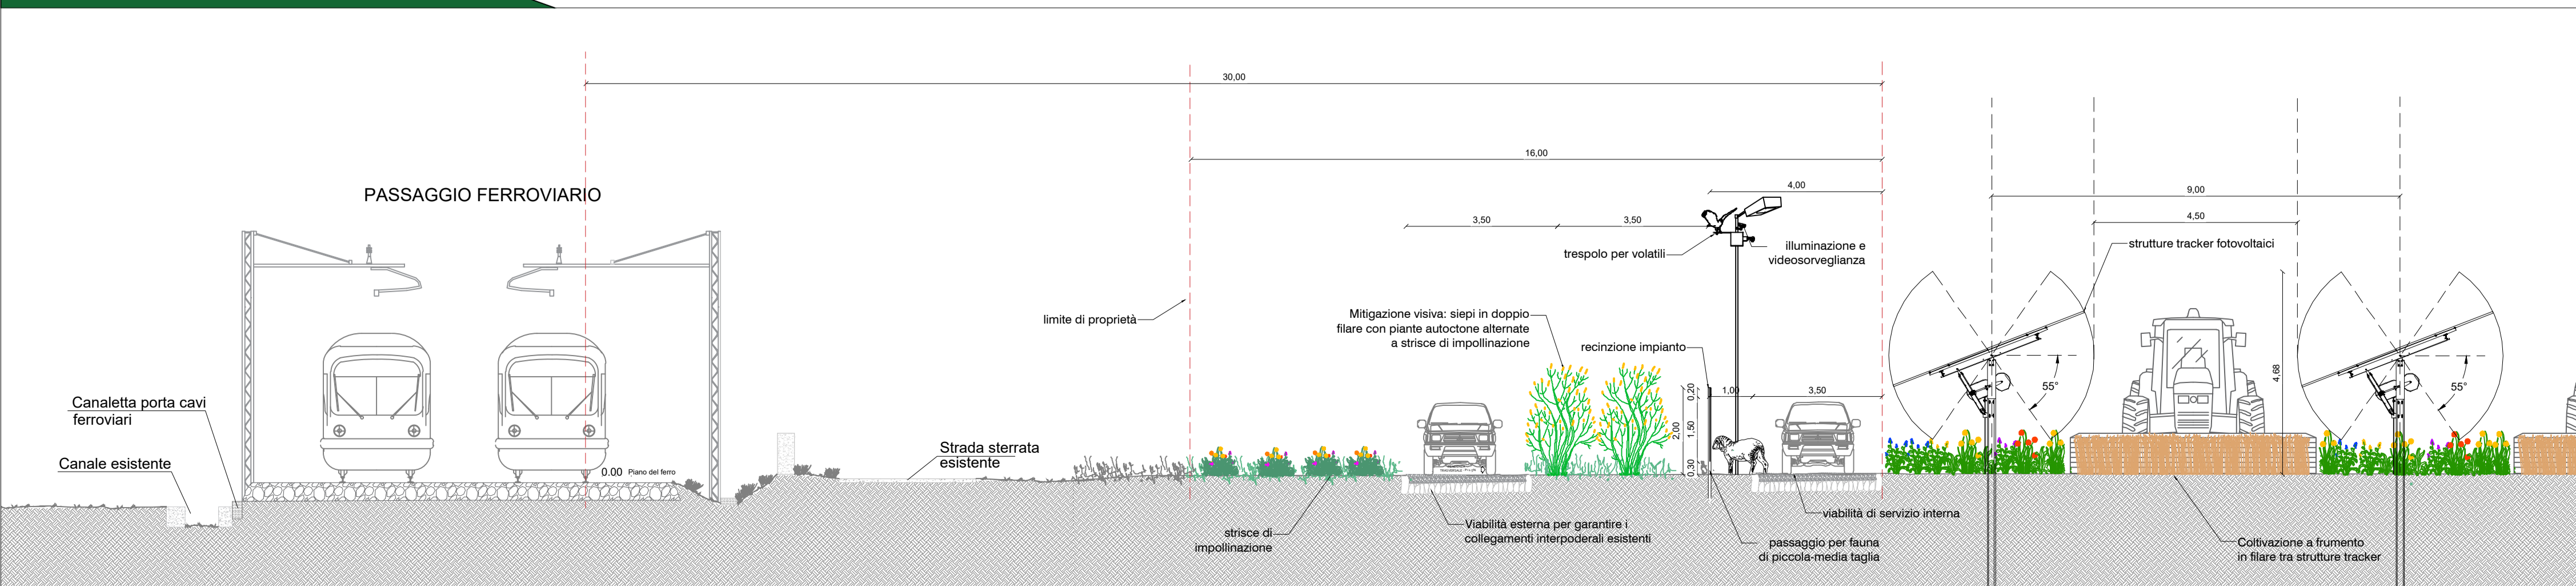 30,00
16,00
PASSAGGIO FERROVIARIO
4,00
9,00
3,50
3,50
4,50
trespolo per volatili
illuminazione e
videosorveglianza
strutture tracker fotovoltaici
limite di proprietà
Mitigazione visiva: siepi in doppio
filare con piante autoctone alternate
a strisce di impollinazione
recinzione impianto
1,00
3,50
0,20
1,50
2,00
0,30
55°
4,68
55°
Canaletta porta cavi
ferroviari
Canale esistente
0.00 Piano del ferro
Strada sterrata
esistente
strisce di
impollinazione
Viabilità esterna per garantire i
collegamenti interpoderali esistenti
passaggio per fauna
di piccola-media taglia
viabilità di servizio interna
Coltivazione a frumento
in filare tra strutture tracker